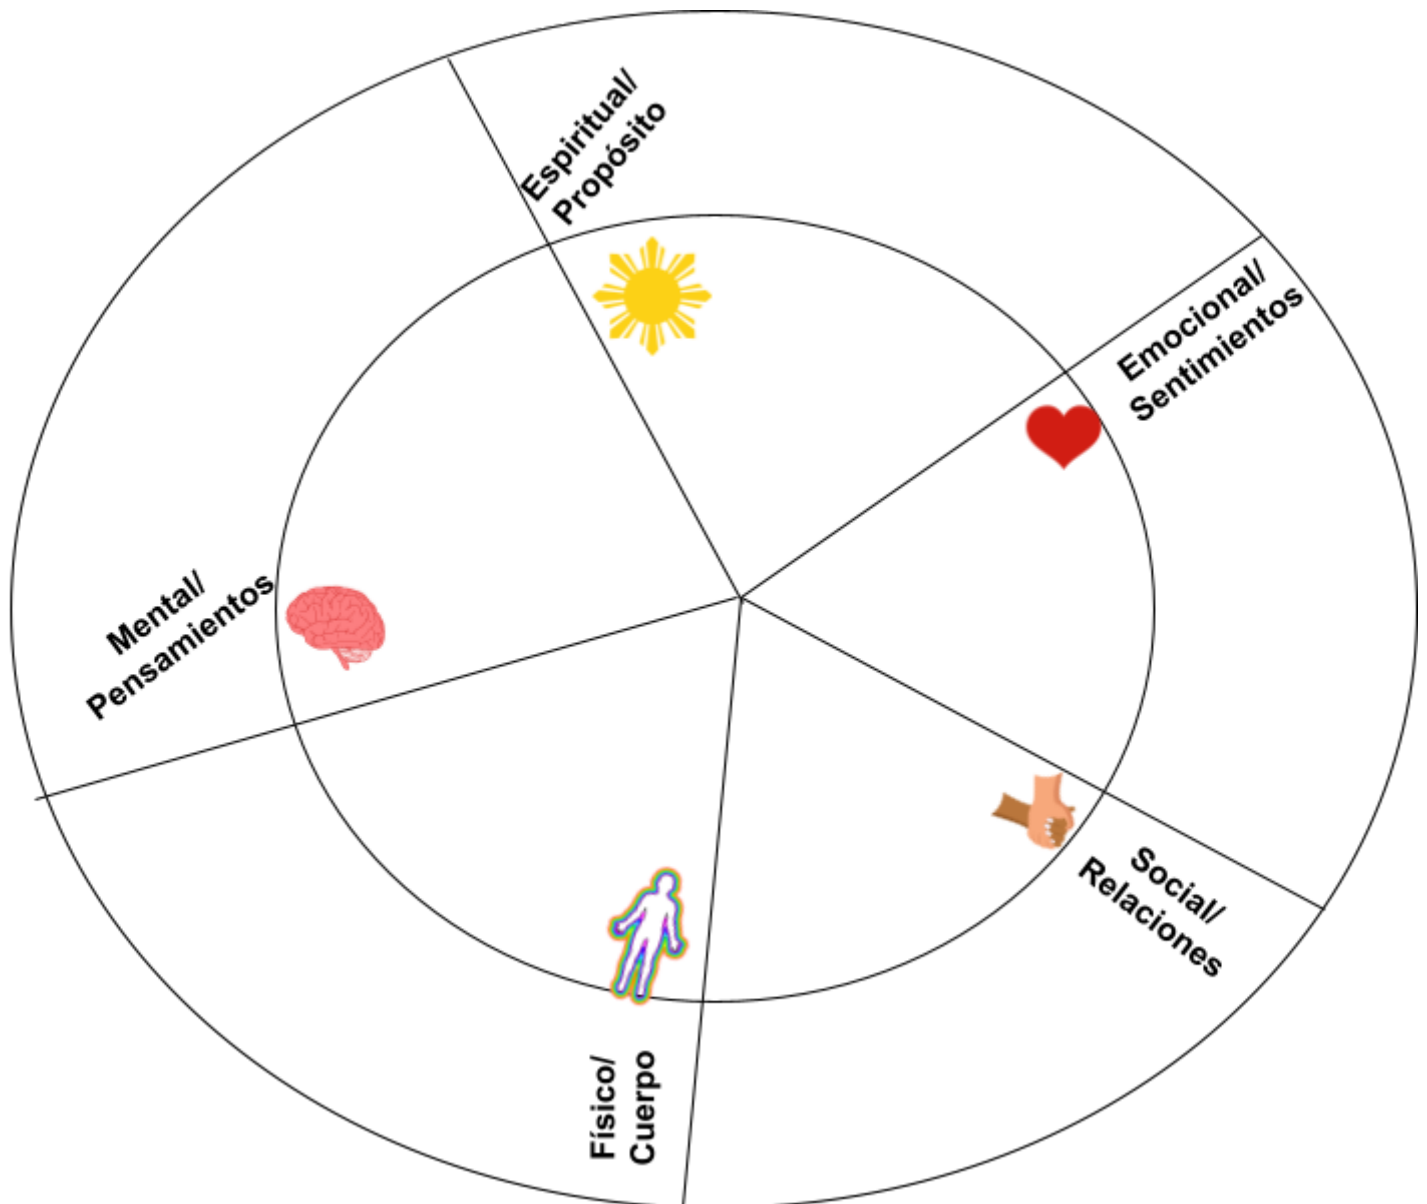 Espiritual/
Propósito
Emocional/
Sentimientos
Mental/
Pensamientos
Social/
Relaciones
Físico/
Cuerpo